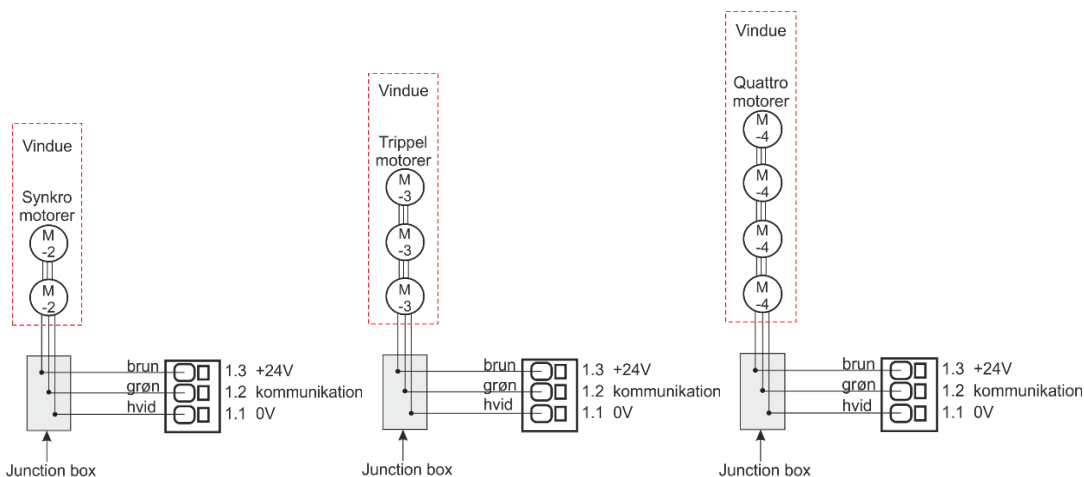 Vindue
Synkro
motorer
M
-2
M
-2
brun
grøn
hvid
1.3 +24V
1.2 kommunikation
1.1 0V
Junction box
Vindue
Trippel
motorer
M
-3
M
-3
M
-3
brun
grøn
hvid
1.3 +24V
1.2 kommunikation
1.1 0V
Junction box
Vindue
Quattro
motorer
M
-4
M
-4
M
-4
M
-4
brun
grøn
hvid
1.3 +24V
1.2 kommunikation
1.1 0V
Junction box